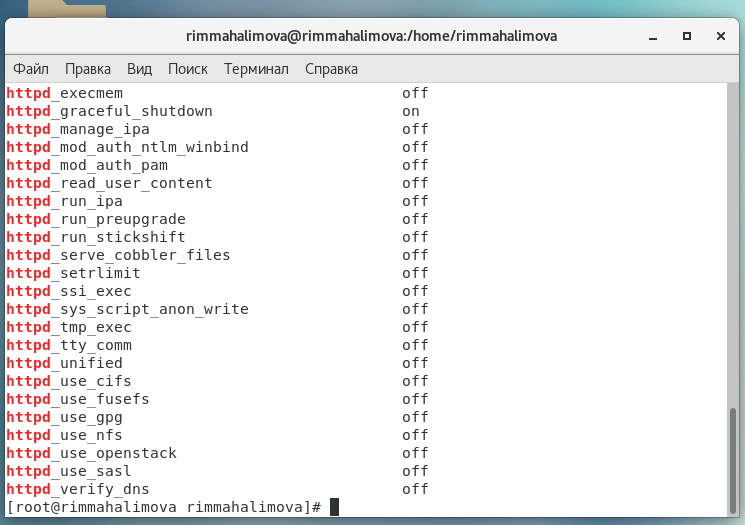 rimmahalimova@rimmahalimova:/home/rimmahalimova
Файл Правка Вид Поиск Терминал Справка
httpd_execmem off
httpd_graceful_shutdown on
httpd_manage_ipa off
httpd_mod_auth_ntlm_winbind off
httpd_mod_auth_pam off
httpd_read_user_content off
httpd_run_ipa off
httpd_run_preupgrade off
httpd_run_stickshift off
httpd_serve_cobbler_files off
httpd_setrlimit off
httpd_ssi_exec off
httpd_sys_script_anon_write off
httpd_tmp_exec off
httpd_tty_comm off
httpd_unified off
httpd_use_cifs off
httpd_use_fusefs off
httpd_use_gpg off
httpd_use_nfs off
httpd_use_openstack off
httpd_use_sasl off
httpd_verify_dns off
[root@rimmahalimova rimmahalimova]#